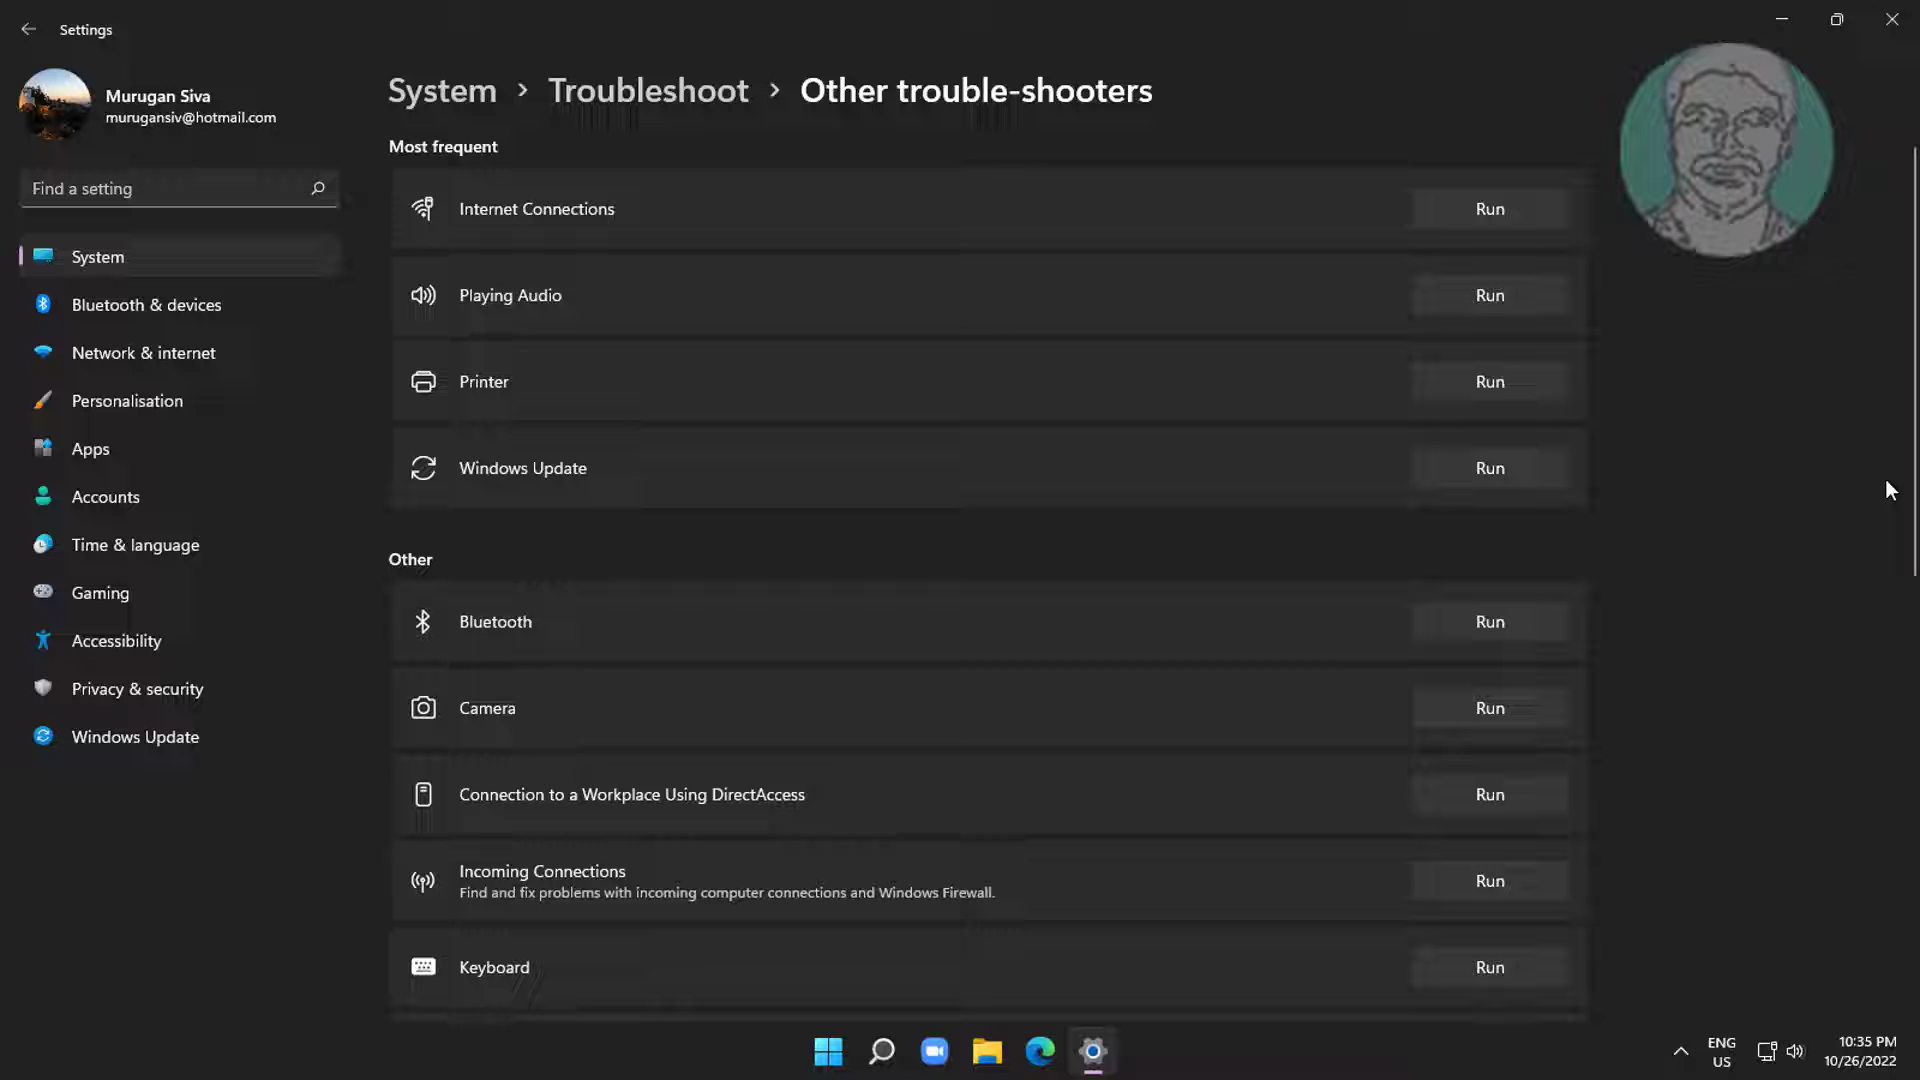 Settings
Murugan Siva
murugansiv@hotmail.com
Find a setting
System
Bluetooth & devices
Network & internet
Personalisation
Apps
Accounts
Time & language
Gaming
Accessibility
Privacy & security
Windows Update
System > Troubleshoot > Other trouble-shooters
Most frequent
Internet Connections Run
Playing Audio Run
Printer Run
Windows Update Run
Other
Bluetooth Run
Camera Run
Connection to a Workplace Using DirectAccess Run
Incoming Connections
Find and fix problems with incoming computer connections and Windows Firewall.
Run
Keyboard Run
ENG
US
10:35 PM
10/26/2022